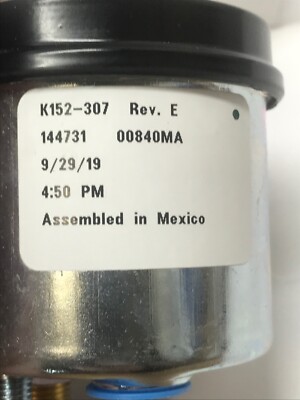 K152-307 Rev. E
144731 00840MA
9/29/19
4:50 PM
Assembled in Mexico